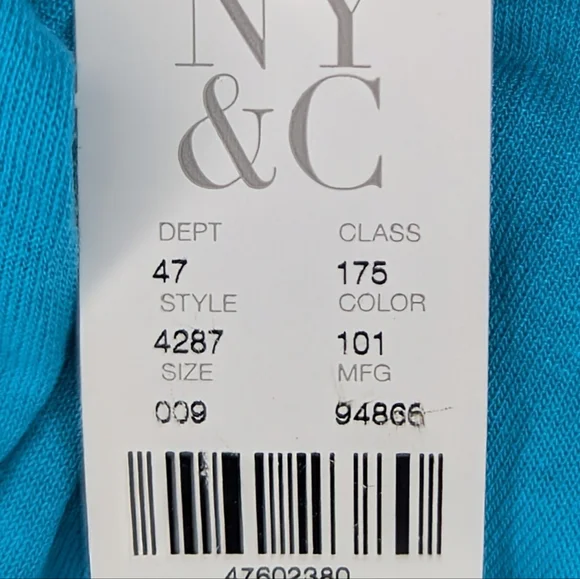 NY
&C
DEPT CLASS
47 175
STYLE COLOR
4287 101
SIZE MFG
009 94866
47602380